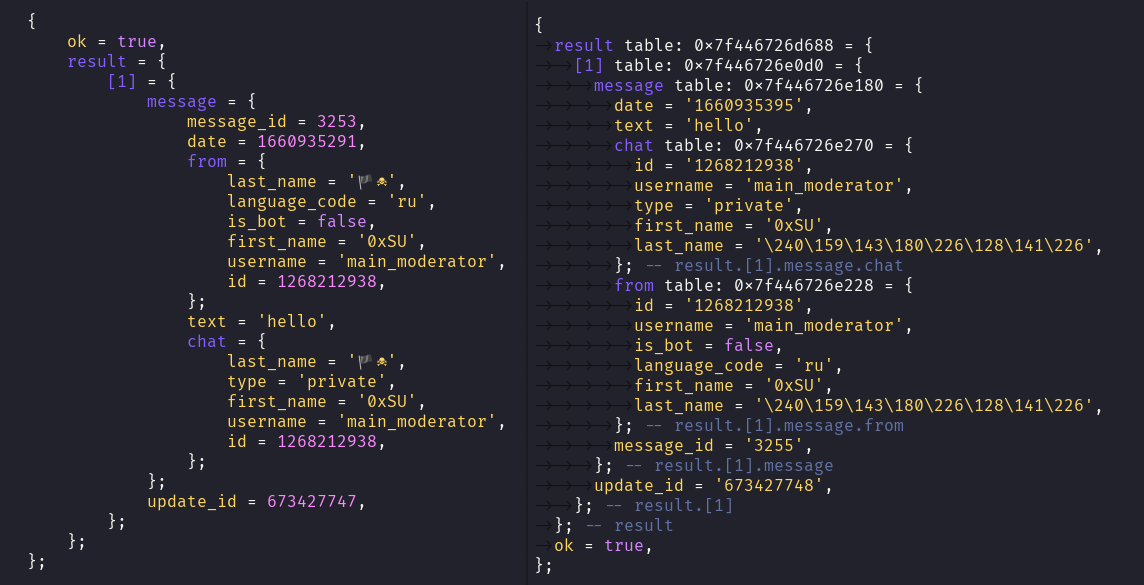 {
    ok = true,
    result = {
        [1] = {
            message = {
                message_id = 3253,
                date = 1660935291,
                from = {
                    last_name = '🏴☠',
                    language_code = 'ru',
                    is_bot = false,
                    first_name = '0xSU',
                    username = 'main_moderator',
                    id = 1268212938,
                };
                text = 'hello',
                chat = {
                    last_name = '🏴☠',
                    type = 'private',
                    first_name = '0xSU',
                    username = 'main_moderator',
                    id = 1268212938,
                };
            };
            update_id = 673427747,
        };
    };
};
{
→ result table: 0x7f446726d688 = {
→ → [1] table: 0x7f446726e0d0 = {
→ → → message table: 0x7f446726e180 = {
→ → → → date = '1660935395',
→ → → → text = 'hello',
→ → → → chat table: 0x7f446726e270 = {
→ → → → → id = '1268212938',
→ → → → → username = 'main_moderator',
→ → → → → type = 'private',
→ → → → → first_name = '0xSU',
→ → → → → last_name = '\240\159\143\180\226\128\141\226',
→ → → → }; -- result.[1].message.chat
→ → → → from table: 0x7f446726e228 = {
→ → → → → id = '1268212938',
→ → → → → username = 'main_moderator',
→ → → → → is_bot = false,
→ → → → → language_code = 'ru',
→ → → → → first_name = '0xSU',
→ → → → → last_name = '\240\159\143\180\226\128\141\226',
→ → → → }; -- result.[1].message.from
→ → → → message_id = '3255',
→ → → }; -- result.[1].message
→ → → update_id = '673427748',
→ → }; -- result.[1]
→ }; -- result
→ ok = true,
};